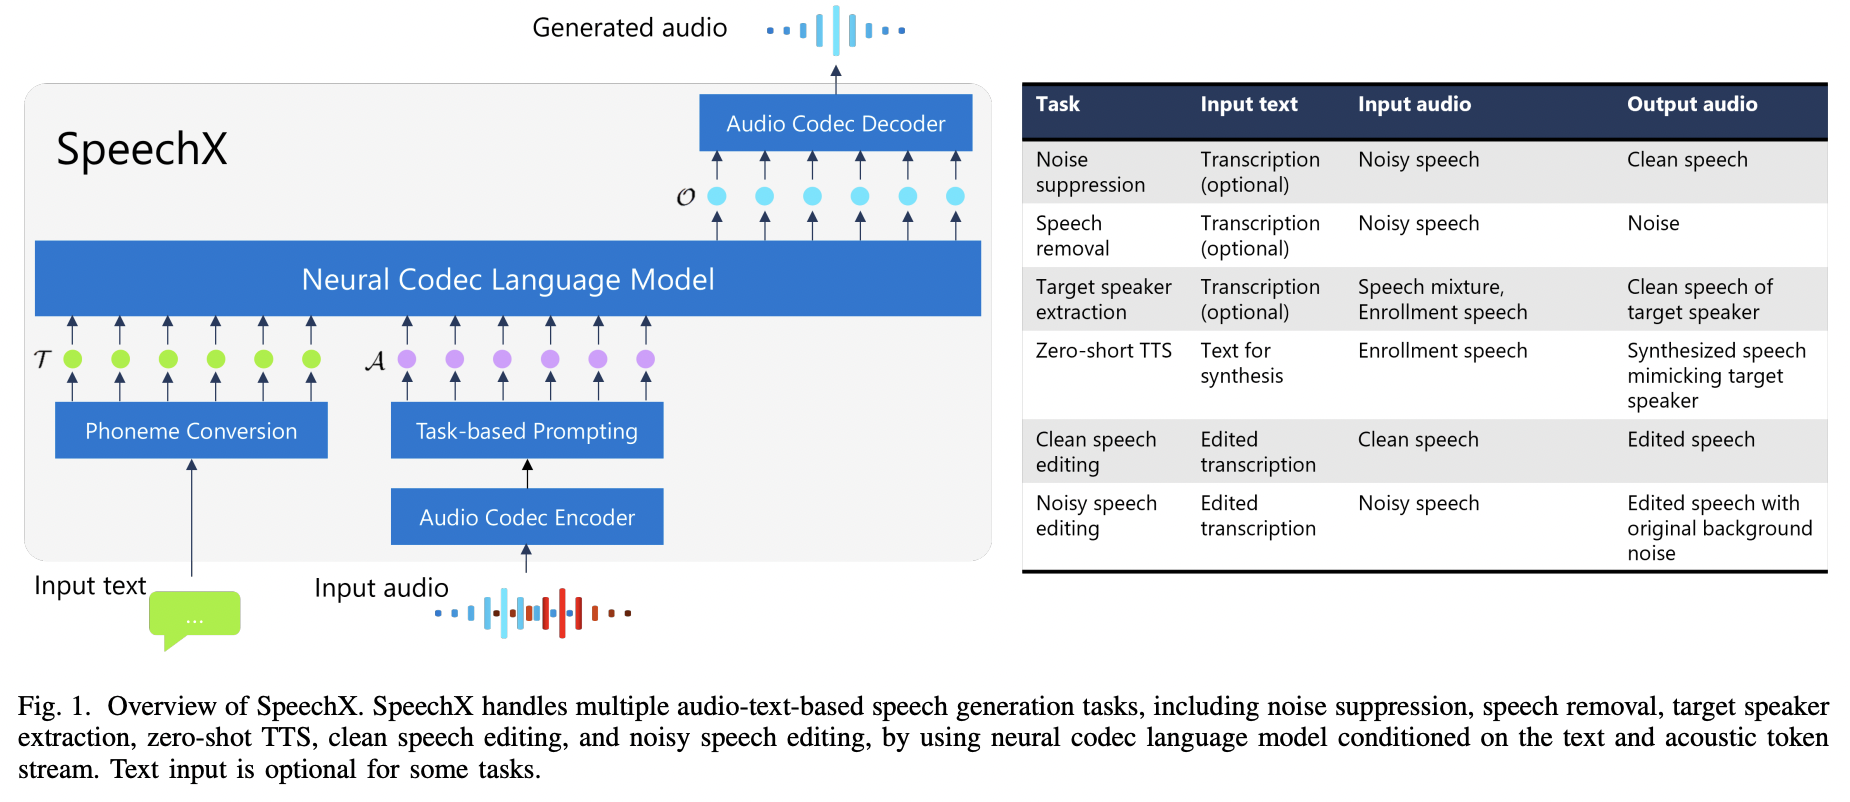 Generated audio
SpeechX
Audio Codec Decoder
𝒪
Neural Codec Language Model
𝒯
𝒜
Phoneme Conversion
Task-based Prompting
Audio Codec Encoder
Input text
...
Input audio
Task Input text Input audio Output audio
Noise Transcription Noisy speech Clean speech
suppression (optional)
Speech Transcription Noisy speech Noise
removal (optional)
Target speaker Transcription Speech mixture, Clean speech of
extraction (optional) Enrollment speech target speaker
Zero-short TTS Text for Enrollment speech Synthesized speech
synthesis mimicking target
speaker
Clean speech Edited Clean speech Edited speech
editing transcription
Noisy speech Edited Noisy speech Edited speech with
editing transcription original background
noise
Fig. 1. Overview of SpeechX. SpeechX handles multiple audio-text-based speech generation tasks, including noise suppression, speech removal, target speaker
extraction, zero-shot TTS, clean speech editing, and noisy speech editing, by using neural codec language model conditioned on the text and acoustic token
stream. Text input is optional for some tasks.